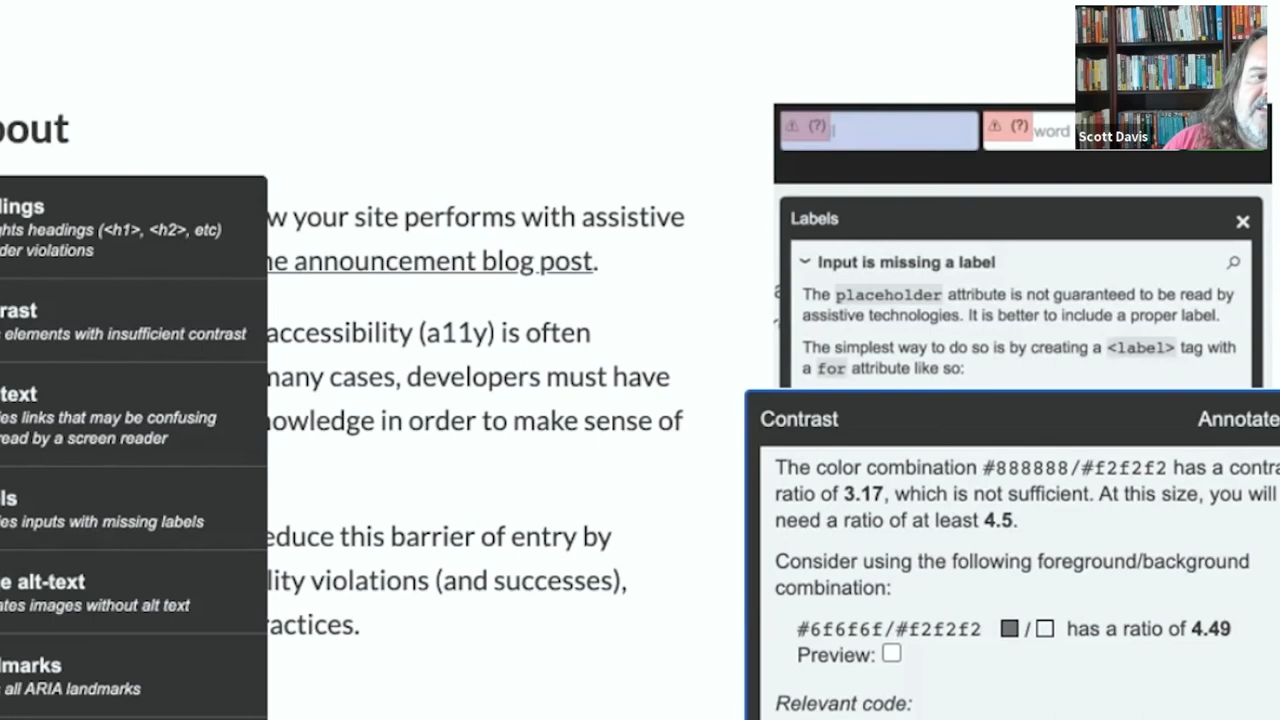 bout
lings
ghts headings (<h1>, <h2>, etc)
der violations
rast
elements with insufficient contrast
text
ies links that may be confusing
read by a screen reader
ls
ies inputs with missing labels
e alt-text
ates images without alt text
lmarks
all ARIA landmarks
w your site performs with assistive
he announcement blog post.
accessibility (a11y) is often
many cases, developers must have
nowledge in order to make sense of
educe this barrier of entry by
lity violations (and successes),
ractices.
(?)
(?) word
Scott Davis
Labels
Input is missing a label
The placeholder attribute is not guaranteed to be read by
assistive technologies. It is better to include a proper label.
The simplest way to do so is by creating a <label> tag with
a for attribute like so:
Contrast Annotate
The color combination #888888/#f2f2f2 has a contra
ratio of 3.17, which is not sufficient. At this size, you will
need a ratio of at least 4.5.
Consider using the following foreground/background
combination:
#6f6f6f/#f2f2f2 / has a ratio of 4.49
Preview:
Relevant code: